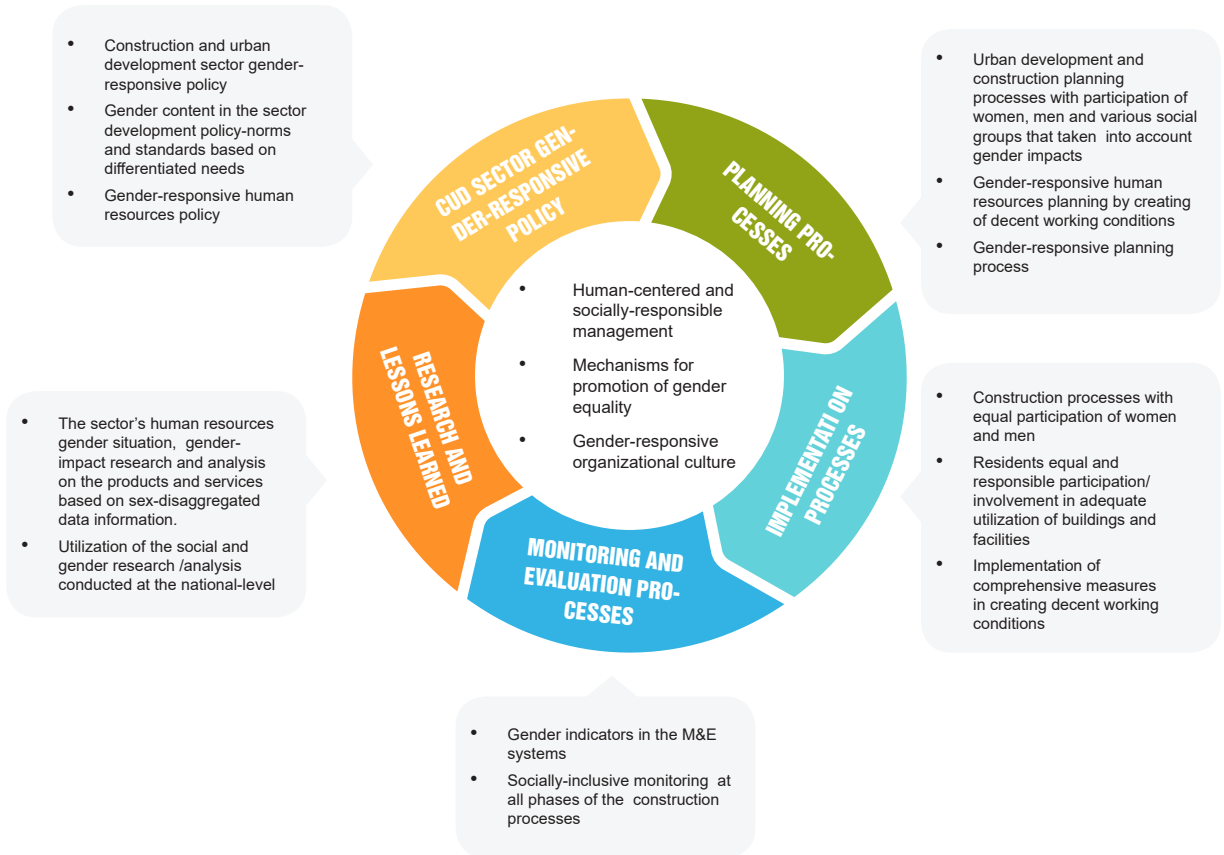 • Construction and urban
development sector gender-
responsive policy
• Gender content in the sector
development policy-norms
and standards based on
differentiated needs
• Gender-responsive human
resources policy
CUD SECTOR GEN-
DER-RESPONSIVE
POLICY
PLANNING PRO-
CESSES
• Urban development and
construction planning
processes with participation of
women, men and various social
groups that taken into account
gender impacts
• Gender-responsive human
resources planning by creating
of decent working conditions
• Gender-responsive planning
process
• Human-centered and
socially-responsible
management
• Mechanisms for
promotion of gender
equality
• Gender-responsive
organizational culture
IMPLEMENTATI ON
PROCESSES
• Construction processes with
equal participation of women
and men
• Residents equal and
responsible participation/
involvement in adequate
utilization of buildings and
facilities
• Implementation of
comprehensive measures
in creating decent working
conditions
MONITORING AND
EVALUATION PRO-
CESSES
• Gender indicators in the M&E
systems
• Socially-inclusive monitoring at
all phases of the construction
processes
RESEARCH AND
LESSONS LEARNED
• The sector’s human resources
gender situation, gender-
impact research and analysis
on the products and services
based on sex-disaggregated
data information.
• Utilization of the social and
gender research /analysis
conducted at the national-level